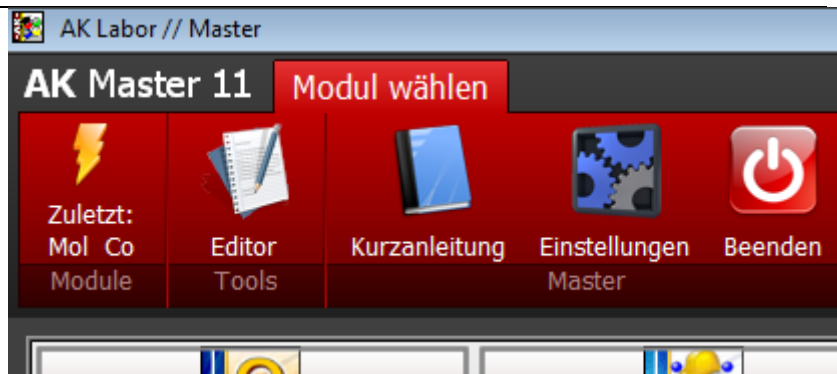 AK Labor // Master
AK Master 11 Modul wählen
Zuletzt:
Mol Co Editor Kurzanleitung Einstellungen Beenden
Module Tools Master